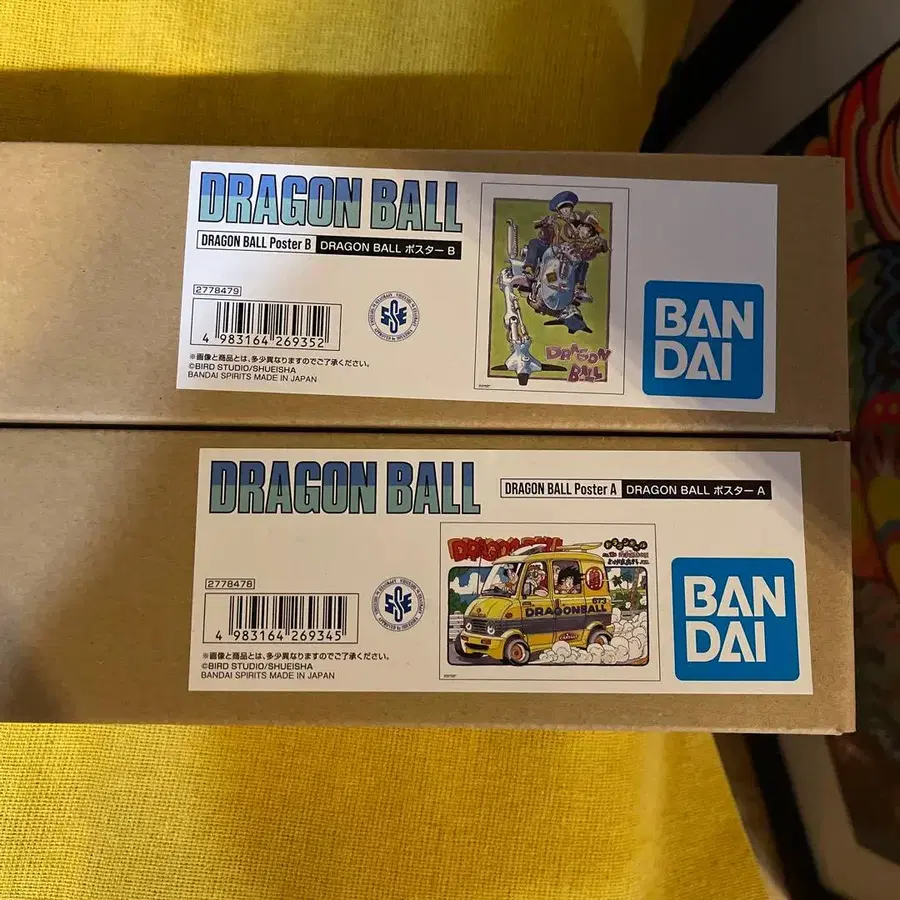 DRAGON BALL
DRAGON BALL Poster B DRAGON BALL ポスター B
2778479
4 983164 269352
※画像と商品とは、多少異なりますのでご了承ください。
©BIRD STUDIO/SHUEISHA
BANDAI SPIRITS MADE IN JAPAN
DRAGON
BALL
BAN
DAI
DRAGON BALL
DRAGON BALL Poster A DRAGON BALL ポスター A
2778478
4 983164 269345
※画像と商品とは、多少異なりますのでご了承ください。
©BIRD STUDIO/SHUEISHA
BANDAI SPIRITS MADE IN JAPAN
DRAGON BALL
DRAGONBALL
BAN
DAI